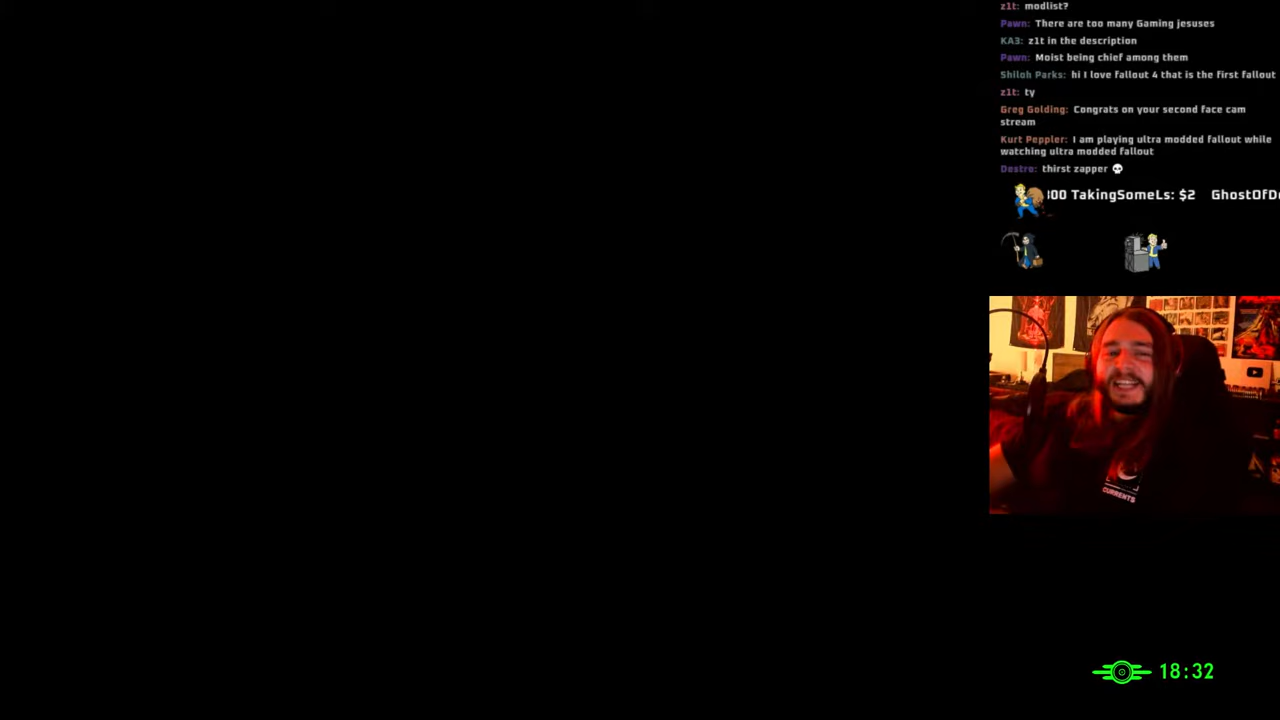 z1t: modlist?
Pawn: There are too many Gaming jesuses
KA3: z1t in the description
Pawn: Moist being chief among them
Shiloh Parks: hi I love fallout 4 that is the first fallout
z1t: ty
Greg Golding: Congrats on your second face cam
stream
Kurt Peppler: I am playing ultra modded fallout while
watching ultra modded fallout
Destro: thirst zapper 💀
00 TakingSomeLs: $2 GhostOfD
CURRENTS
18:32